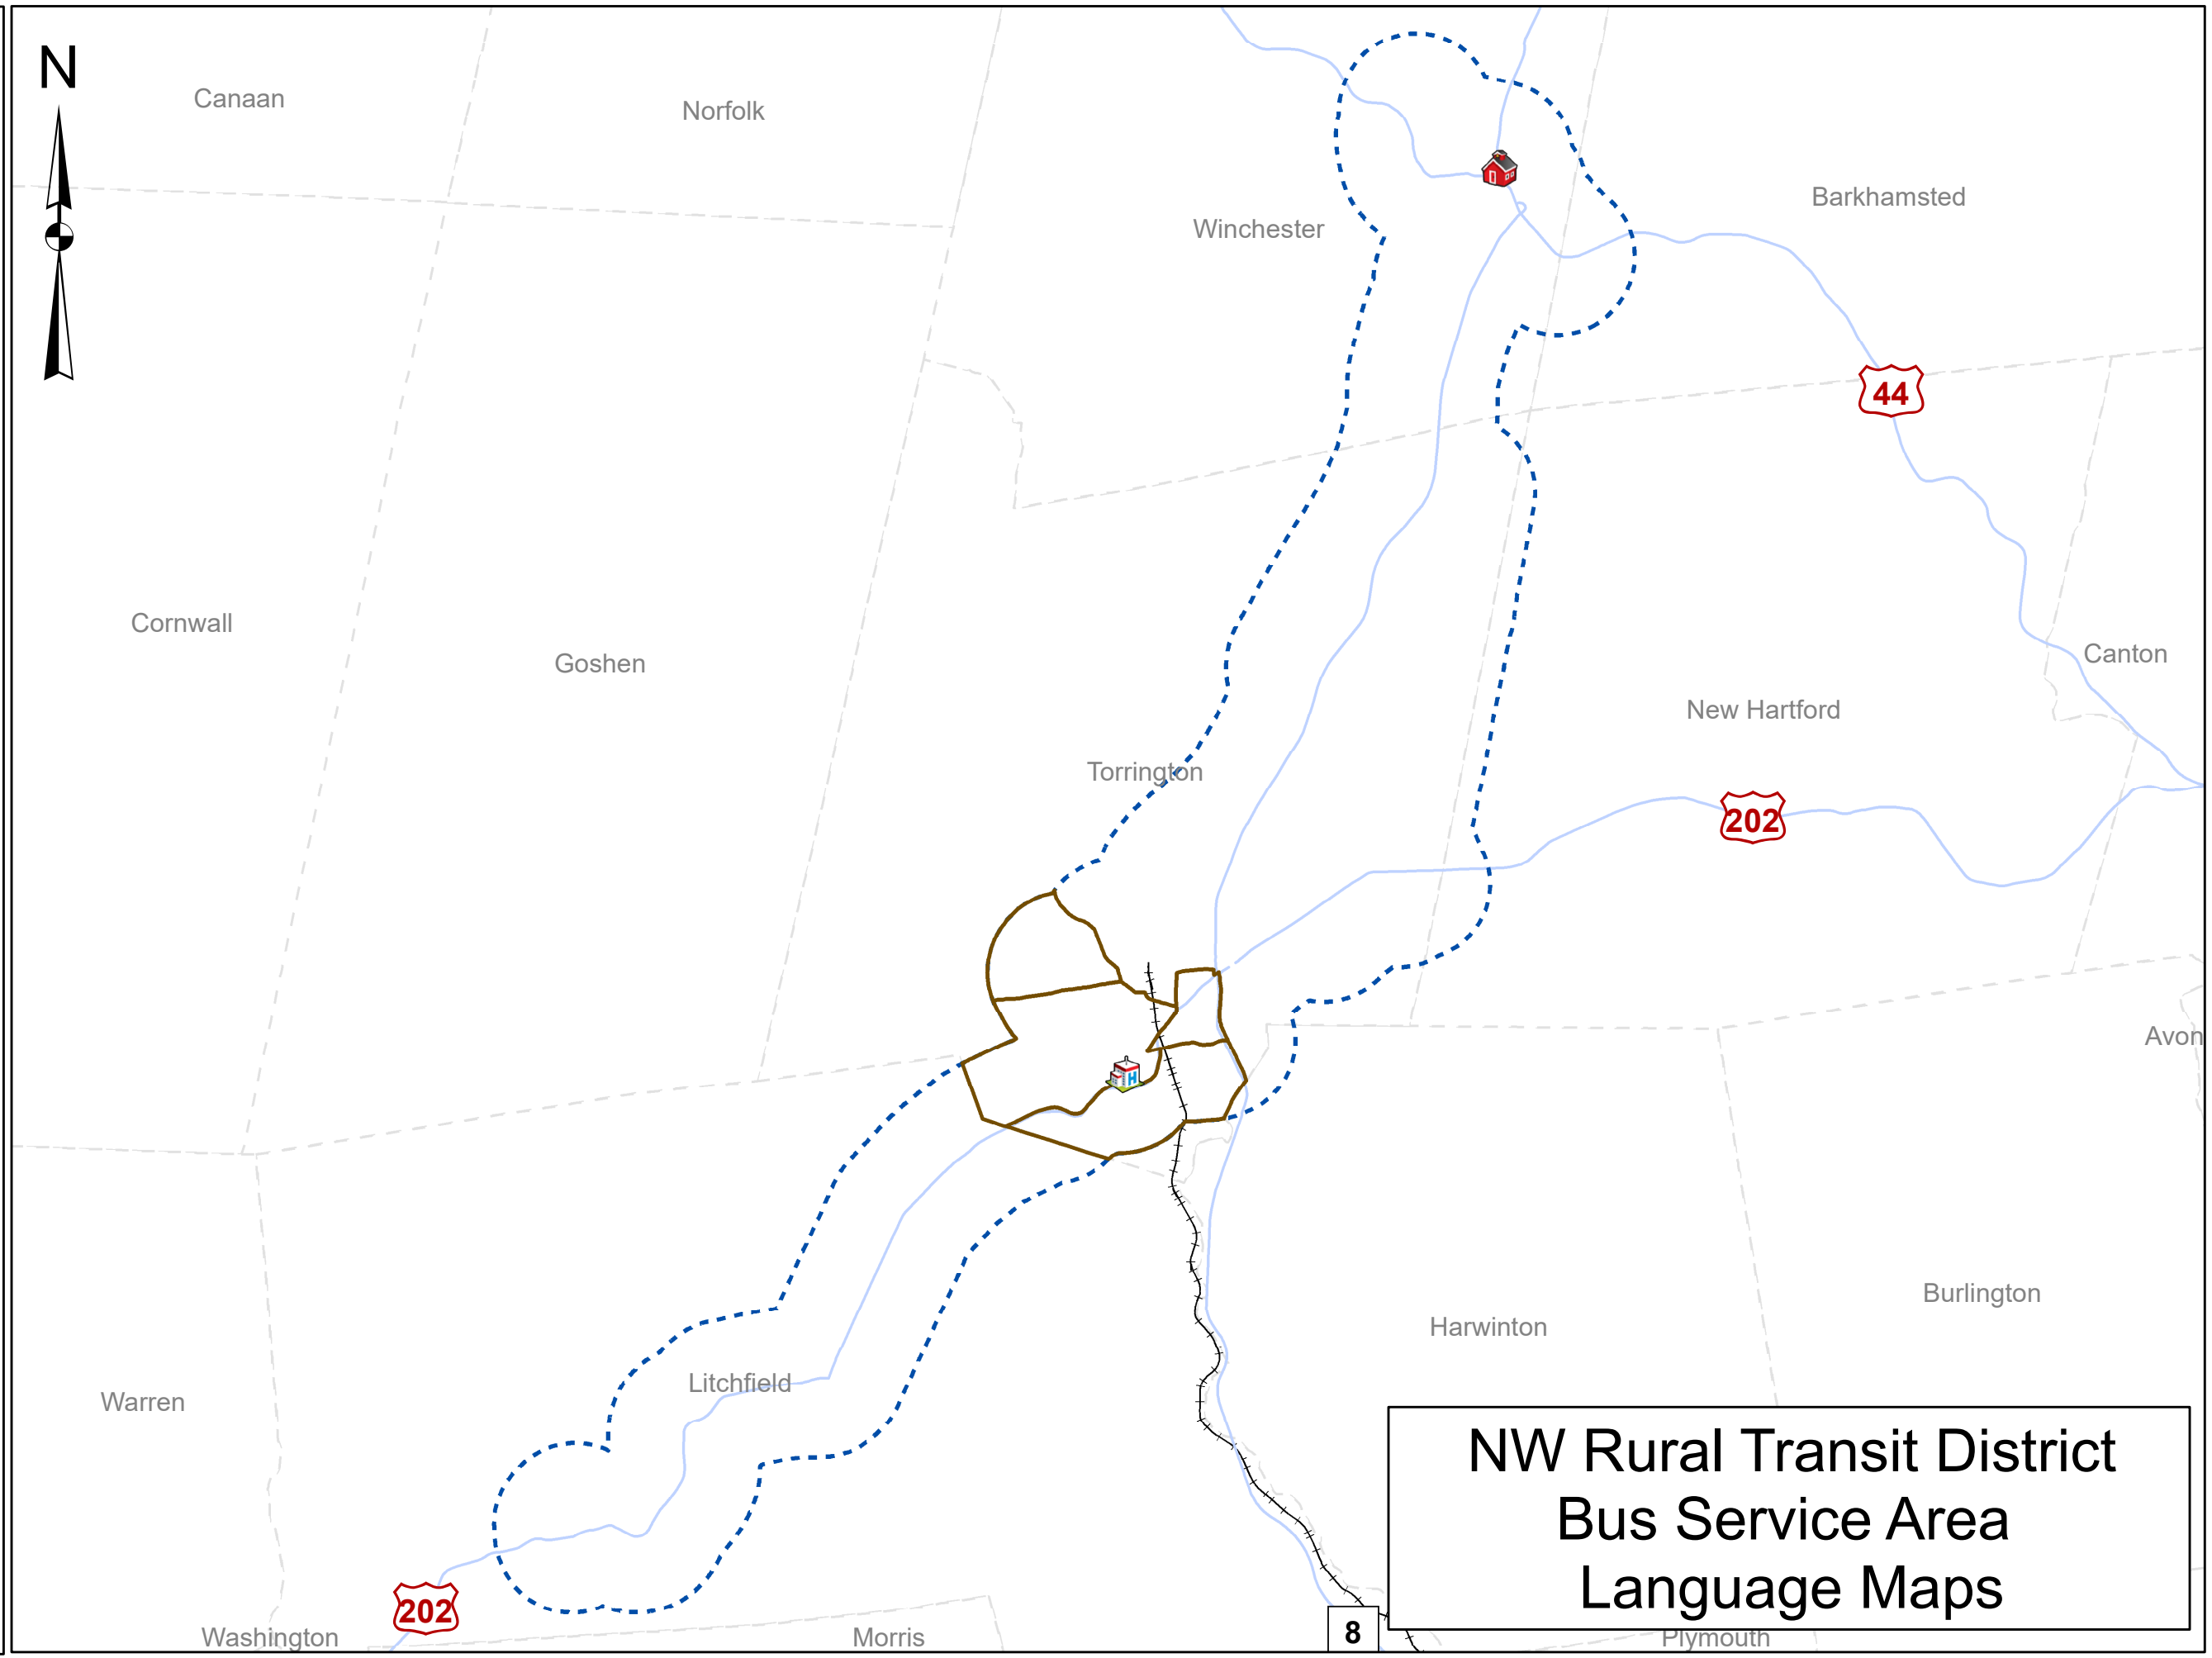 N
Canaan
Norfolk
Barkhamsted
Winchester
44
Cornwall
Goshen
Canton
New Hartford
Torrington
202
Avon
H
Burlington
Harwinton
Litchfield
Warren
NW Rural Transit District
Bus Service Area
Language Maps
202
8
Washington
Morris
Plymouth